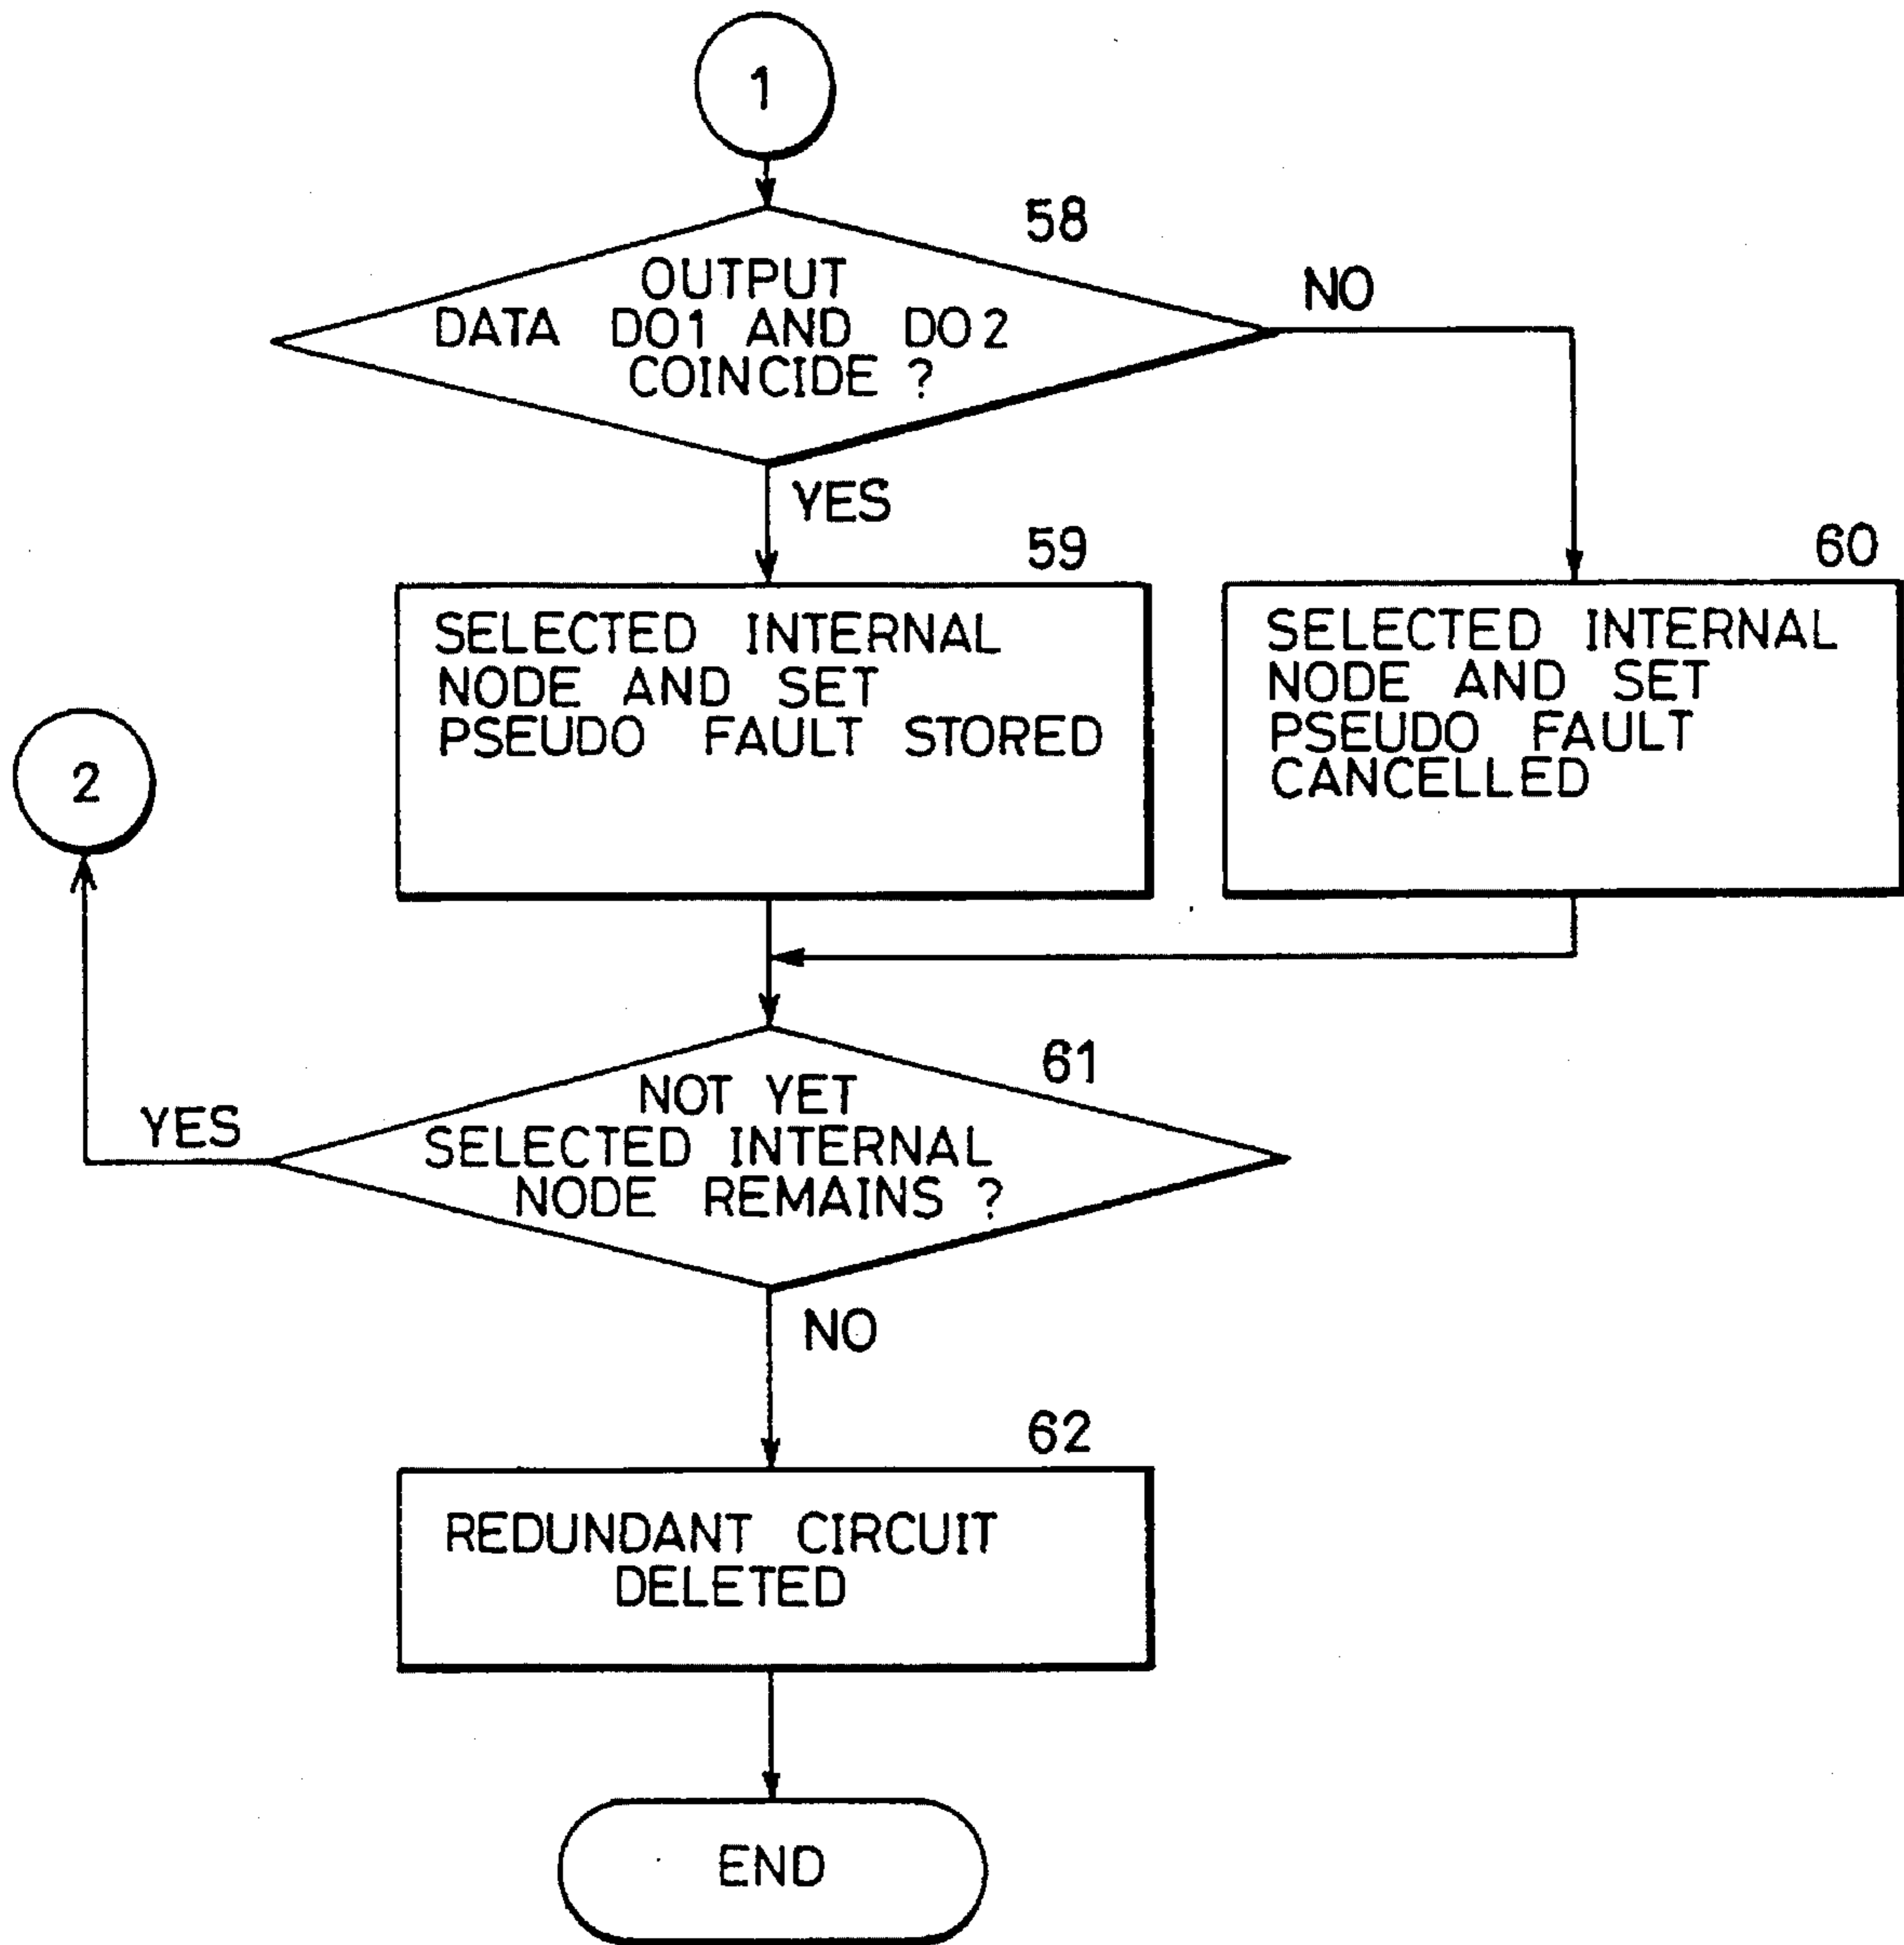 1
58
OUTPUT
DATA DO1 AND DO2
COINCIDE ?
NO
YES
59
SELECTED INTERNAL
NODE AND SET
PSEUDO FAULT STORED
60
SELECTED INTERNAL
NODE AND SET
PSEUDO FAULT
CANCELLED
2
61
NOT YET
SELECTED INTERNAL
NODE REMAINS ?
YES
NO
62
REDUNDANT CIRCUIT
DELETED
END